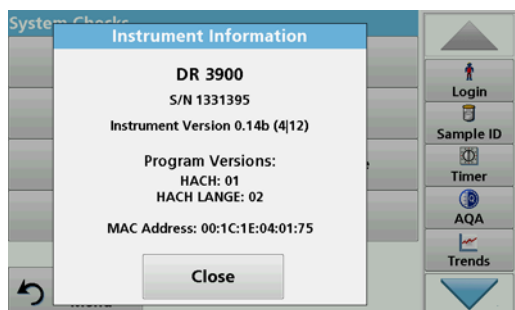 System Checks
Instrument Information
DR 3900
S/N 1331395
Instrument Version 0.14b (4|12)
Program Versions:
HACH: 01
HACH LANGE: 02
MAC Address: 00:1C:1E:04:01:75
Close
Menu
Login
Sample ID
Timer
AQA
Trends